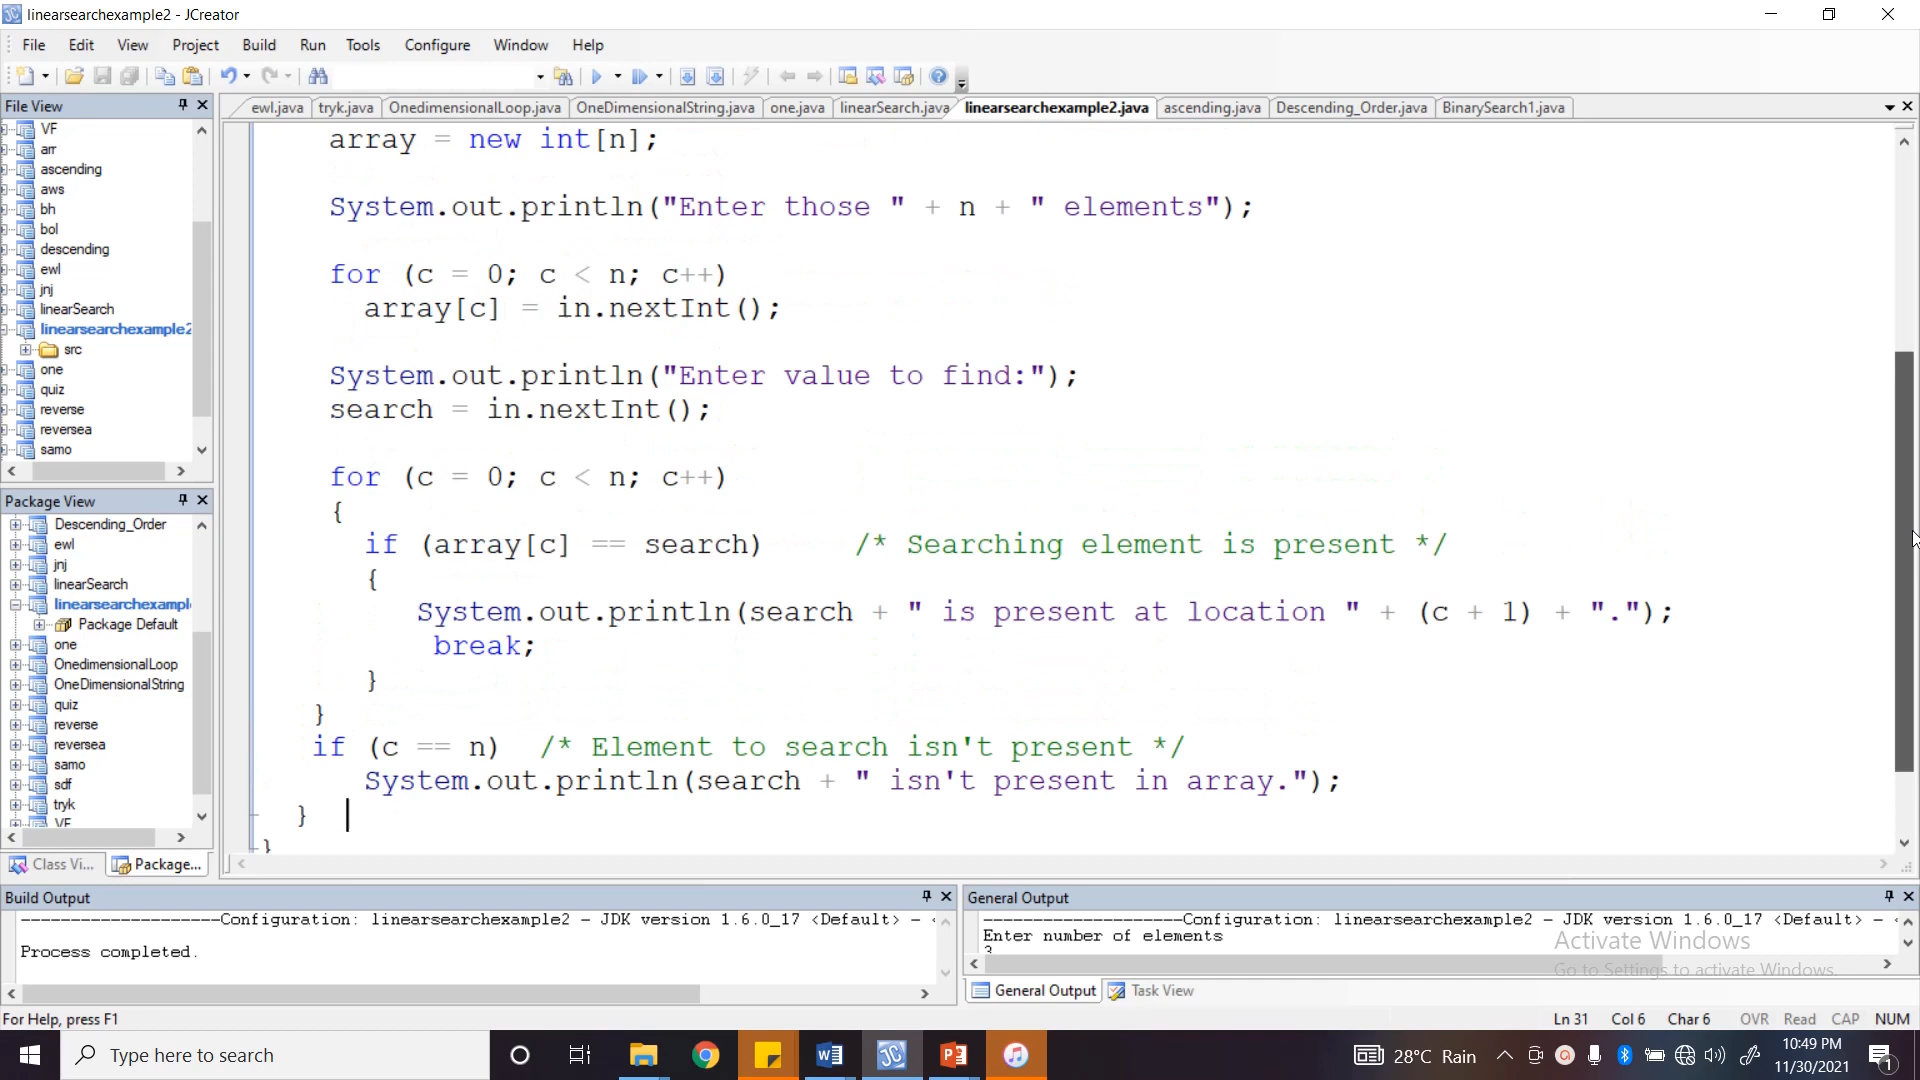 linearsearchexample2 - JCreator
File Edit View Project Build Run Tools Configure Window Help
File View
VF
arr
ascending
aws
bh
bol
descending
ewl
jnj
linearSearch
linearsearchexample2
src
one
quiz
reverse
reversea
samo
Package View
Descending_Order
ewl
jnj
linearSearch
linearsearchexampl
Package Default
one
OnedimensionalLoop
OneDimensionalString
quiz
reverse
reversea
samo
sdf
tryk
VF
Class Vi... Package...
ewl.java tryk.java OnedimensionalLoop.java OneDimensionalString.java one.java linearSearch.java linearsearchexample2.java ascending.java Descending_Order.java BinarySearch1.java
array = new int[n];
System.out.println("Enter those " + n + " elements");
for (c = 0; c < n; c++)
array[c] = in.nextInt();
System.out.println("Enter value to find:");
search = in.nextInt();
for (c = 0; c < n; c++)
{
if (array[c] == search) /* Searching element is present */
{
System.out.println(search + " is present at location " + (c + 1) + ".");
break;
}
}
if (c == n) /* Element to search isn't present */
System.out.println(search + " isn't present in array.");
}
}
Build Output
--------------------Configuration: linearsearchexample2 - JDK version 1.6.0_17 <Default> -
Process completed.
General Output
--------------------Configuration: linearsearchexample2 - JDK version 1.6.0_17 <Default> -
Enter number of elements
3
General Output Task View
Activate Windows
Go to Settings to activate Windows.
For Help, press F1
Ln 31 Col 6 Char 6 OVR Read CAP NUM
Type here to search
28°C Rain
10:49 PM
11/30/2021
1